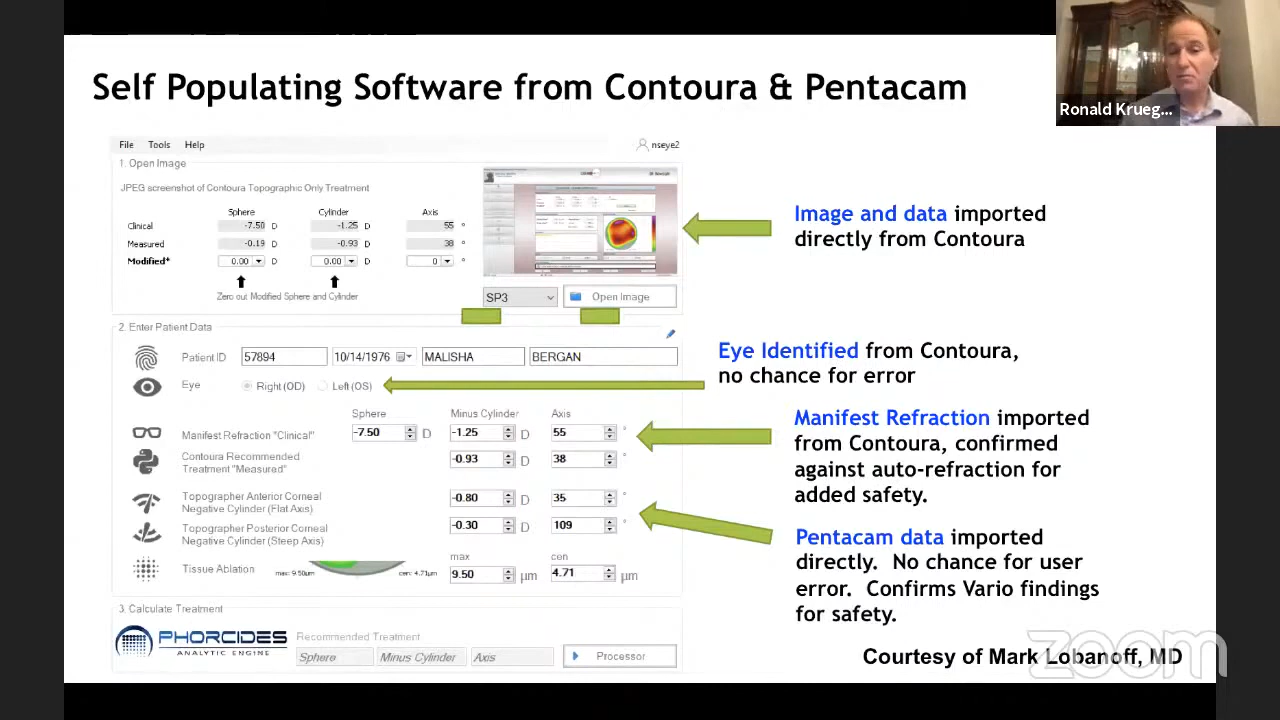 Self Populating Software from Contoura & Pentacam
Ronald Krueg...
File Tools Help
nseye2
1. Open Image
JPEG screenshot of Contoura Topographic Only Treatment
Sphere Cylinder Axis
Clinical -7.50 D -1.25 D 55 °
Measured -0.19 D -0.93 D 38 °
Modified* 0.00 D 0.00 D 0 °
Zero out Modified Sphere and Cylinder
SP3 Open Image
Image and data imported
directly from Contoura
2. Enter Patient Data
Patient ID 57894 10/14/1976 MALISHA BERGAN
Eye Right (OD) Left (OS)
Eye Identified from Contoura,
no chance for error
Sphere Minus Cylinder Axis
Manifest Refraction "Clinical" -7.50 D -1.25 D 55 °
Contoura Recommended
Treatment "Measured" -0.93 D 38 °
Manifest Refraction imported
from Contoura, confirmed
against auto-refraction for
added safety.
Topographer Anterior Corneal
Negative Cylinder (Flat Axis) -0.80 D 35 °
Topographer Posterior Corneal
Negative Cylinder (Steep Axis) -0.30 D 109 °
Pentacam data imported
directly. No chance for user
error. Confirms Vario findings
for safety.
max cen
Tissue Ablation max: 9.50µm cen: 4.71µm 9.50 µm 4.71 µm
3. Calculate Treatment
PHORCIDES
ANALYTIC ENGINE
Recommended Treatment
Sphere Minus Cylinder Axis Processor
Courtesy of Mark Lobanoff, MD
zoom